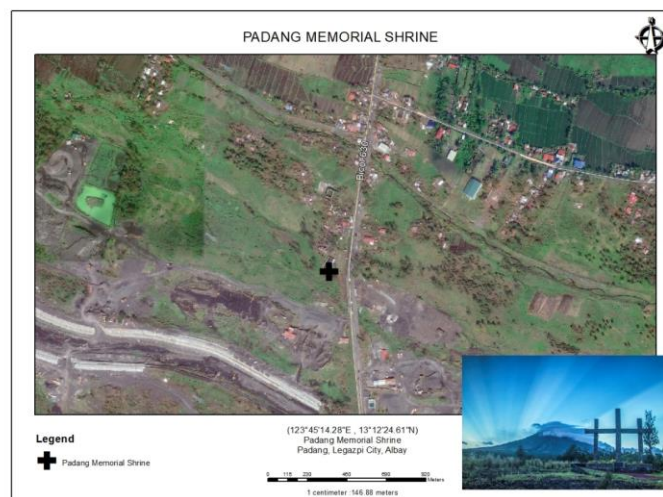 PADANG MEMORIAL SHRINE
Legend
Padang Memorial Shrine
(123°45'14.28"E , 13°12'24.61"N)
Padang Memorial Shrine
Padang, Legazpi City, Albay
Meters
1 centimeter :146.88 meters